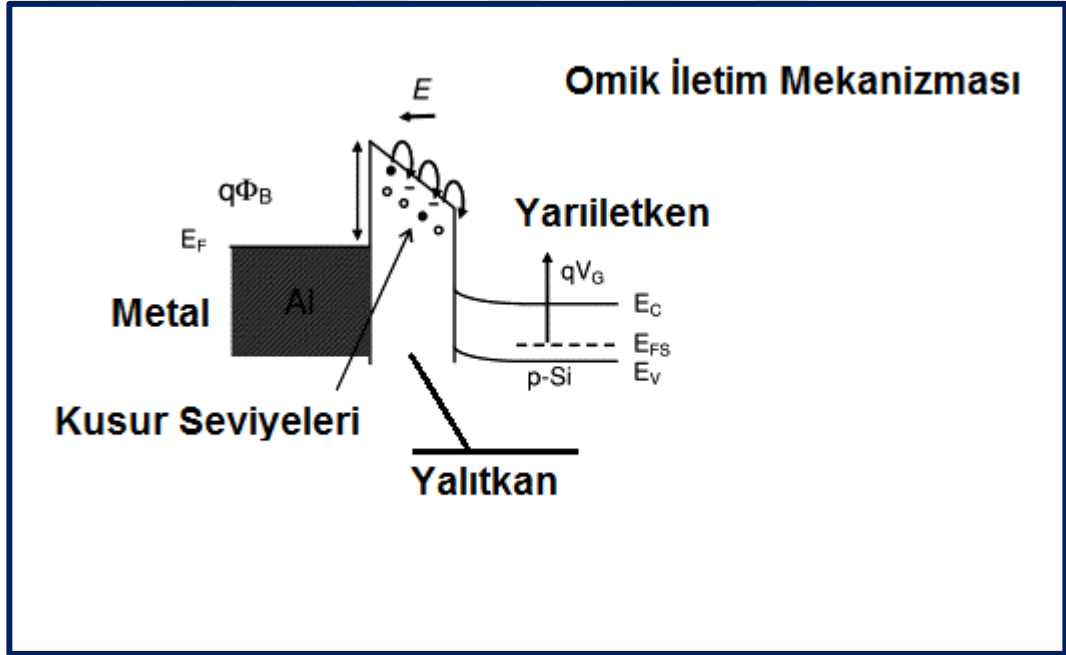 Omik İletim Mekanizması
E
qΦB
Yarıiletken
EF
qVG
Al
Metal
EC
EFS
p-Si
EV
Kusur Seviyeleri
Yalıtkan